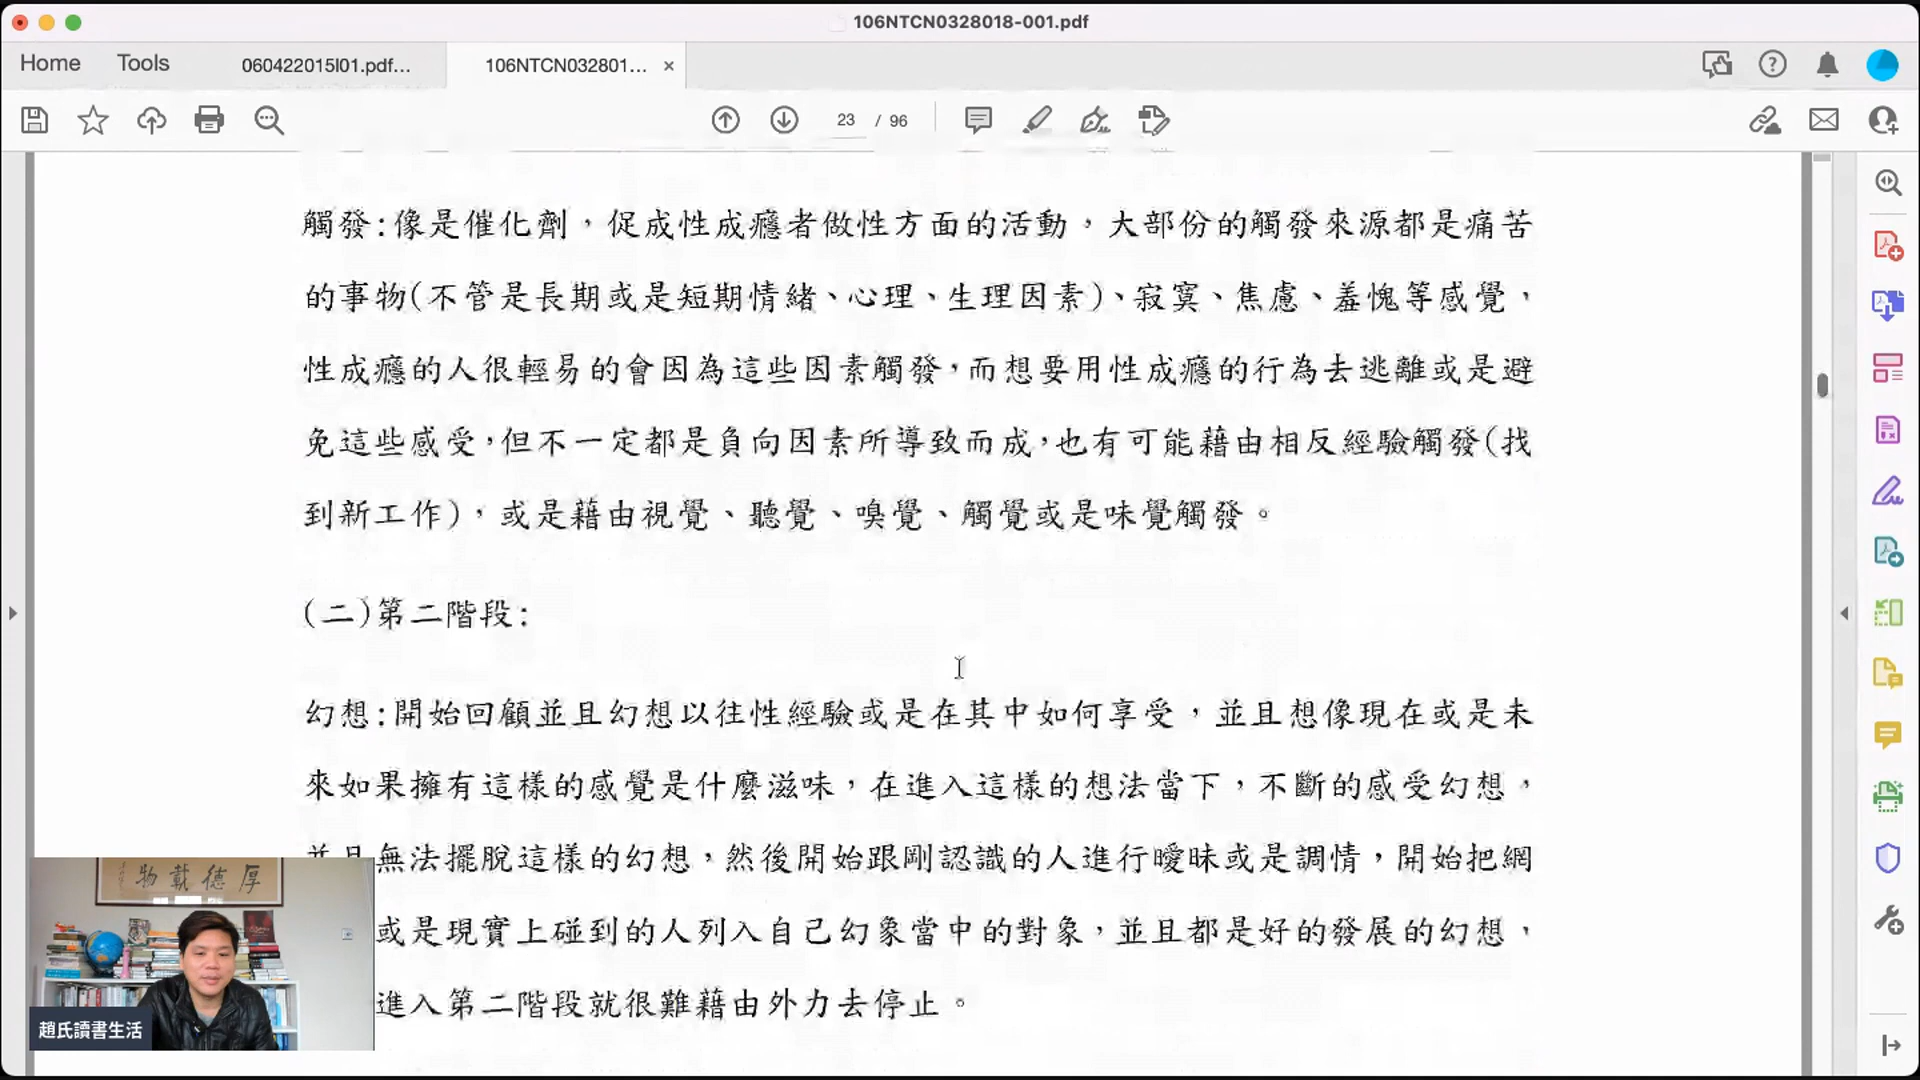 106NTCN0328018-001.pdf
Home
Tools
060422015I01.pdf...
106NTCN032801...
23 / 96
觸發:像是催化劑，促成性成癮者做性方面的活動，大部份的觸發來源都是痛苦
的事物(不管是長期或是短期情緒、心理、生理因素)、寂寞、焦慮、羞愧等感覺，
性成癮的人很輕易的會因為這些因素觸發，而想要用性成癮的行為去逃離或是避
免這些感受，但不一定都是負向因素所導致而成，也有可能藉由相反經驗觸發(找
到新工作)，或是藉由視覺、聽覺、嗅覺、觸覺或是味覺觸發。
(二)第二階段:
幻想:開始回顧並且幻想以往性經驗或是在其中如何享受，並且想像現在或是未
來如果擁有這樣的感覺是什麼滋味，在進入這樣的想法當下，不斷的感受幻想，
並且無法擺脫這樣的幻想，然後開始跟剛認識的人進行曖昧或是調情，開始把網
或是現實上碰到的人列入自己幻象當中的對象，並且都是好的發展的幻想，
進入第二階段就很難藉由外力去停止。
物載德厚
趙氏讀書生活